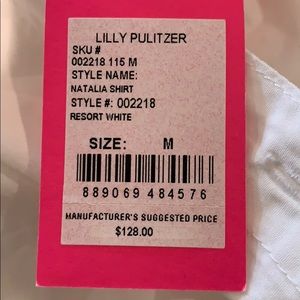 LILLY PULITZER
SKU #
002218 115 M
STYLE NAME:
NATALIA SHIRT
STYLE #: 002218
RESORT WHITE
SIZE: M
889069 484576
MANUFACTURER'S SUGGESTED PRICE
$128.00